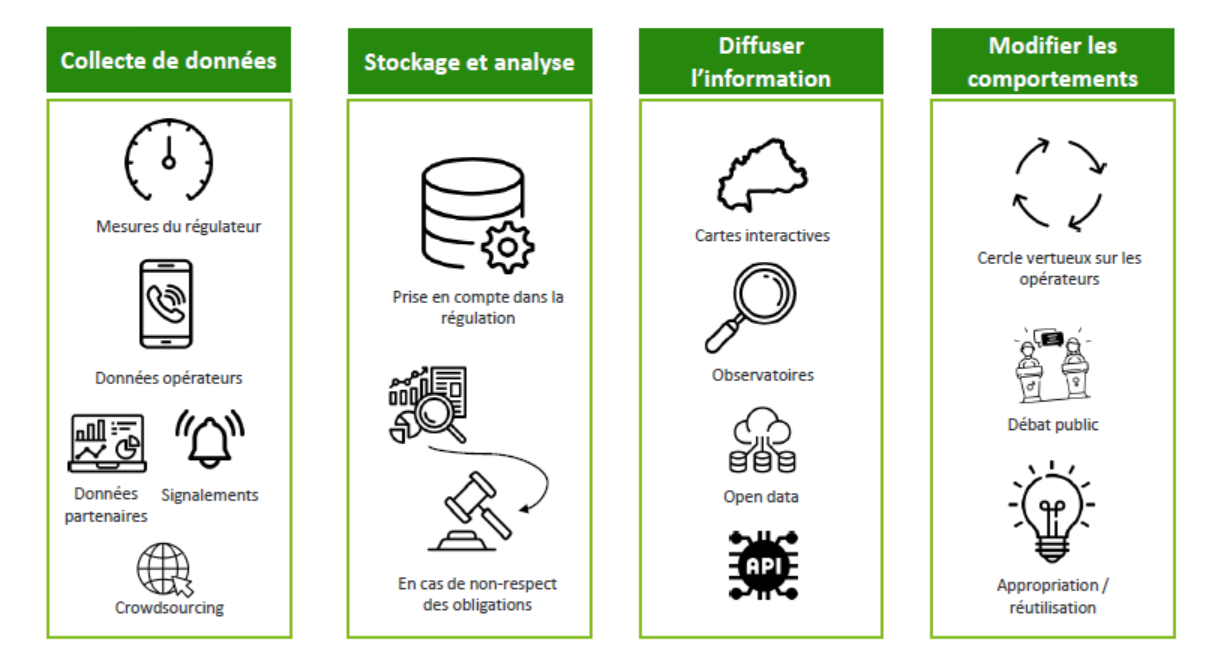 Collecte de données
Mesures du régulateur
Données opérateurs
Données
partenaires
Signalements
Crowdsourcing
Stockage et analyse
Prise en compte dans la
régulation
En cas de non-respect
des obligations
Diffuser
l’information
Cartes interactives
Observatoires
Open data
API
Modifier les
comportements
Cercle vertueux sur les
opérateurs
Débat public
Appropriation /
réutilisation